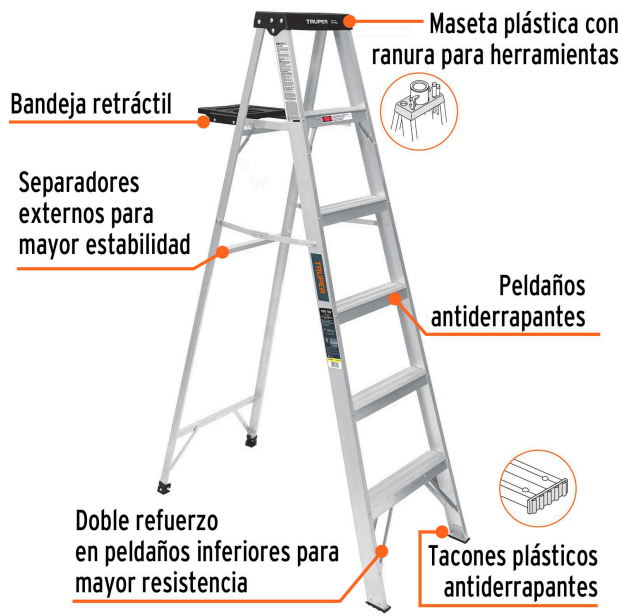 TRUPER
Maseta plástica con
ranura para herramientas
Bandeja retráctil
Separadores
externos para
mayor estabilidad
TRUPER
Peldaños
antiderrapantes
Doble refuerzo
en peldaños inferiores para
mayor resistencia
Tacones plásticos
antiderrapantes